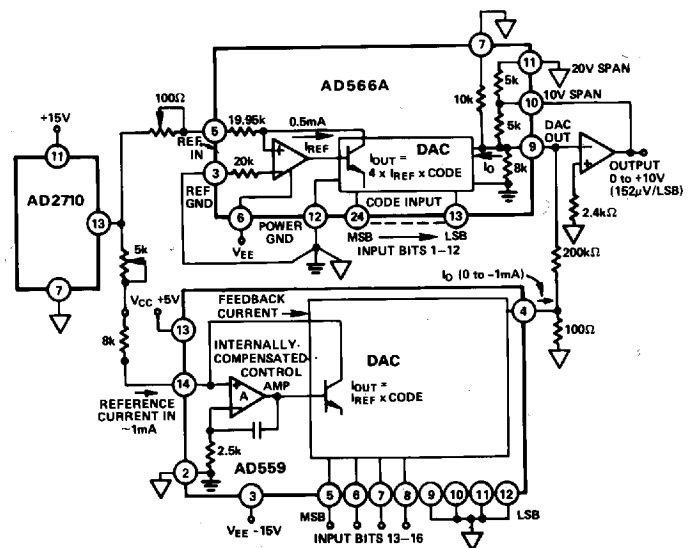 7
11
20V SPAN
AD566A
5k
10k
10
10V SPAN
100Ω
5k
+15V
5
19.95k
0.5mA
REF
IN
I_REF
DAC
DAC
OUT
9
11
3
20k
I_OUT =
4 x I_REF x CODE
I_O
8k
OUTPUT
0 to +10V
(152µV/LSB)
AD2710
REF
GND
13
CODE INPUT
6
POWER
GND
12
24
13
2.4kΩ
V_EE
MSB
LSB
INPUT BITS 1–12
5k
200kΩ
7
V_CC +5V
FEEDBACK
CURRENT
I_O (0 to –1mA)
13
4
8k
INTERNALLY-
COMPENSATED
CONTROL
AMP
DAC
100Ω
14
A
I_OUT =
I_REF x CODE
REFERENCE
CURRENT IN
~1mA
2.5k
2
AD559
3
5
6
7
8
9
10
11
12
MSB
LSB
V_EE -15V
INPUT BITS 13–16